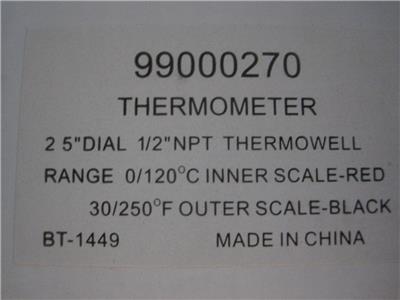 99000270
THERMOMETER
2 5"DIAL 1/2"NPT THERMOWELL
RANGE 0/120°C INNER SCALE-RED
30/250°F OUTER SCALE-BLACK
BT-1449 MADE IN CHINA